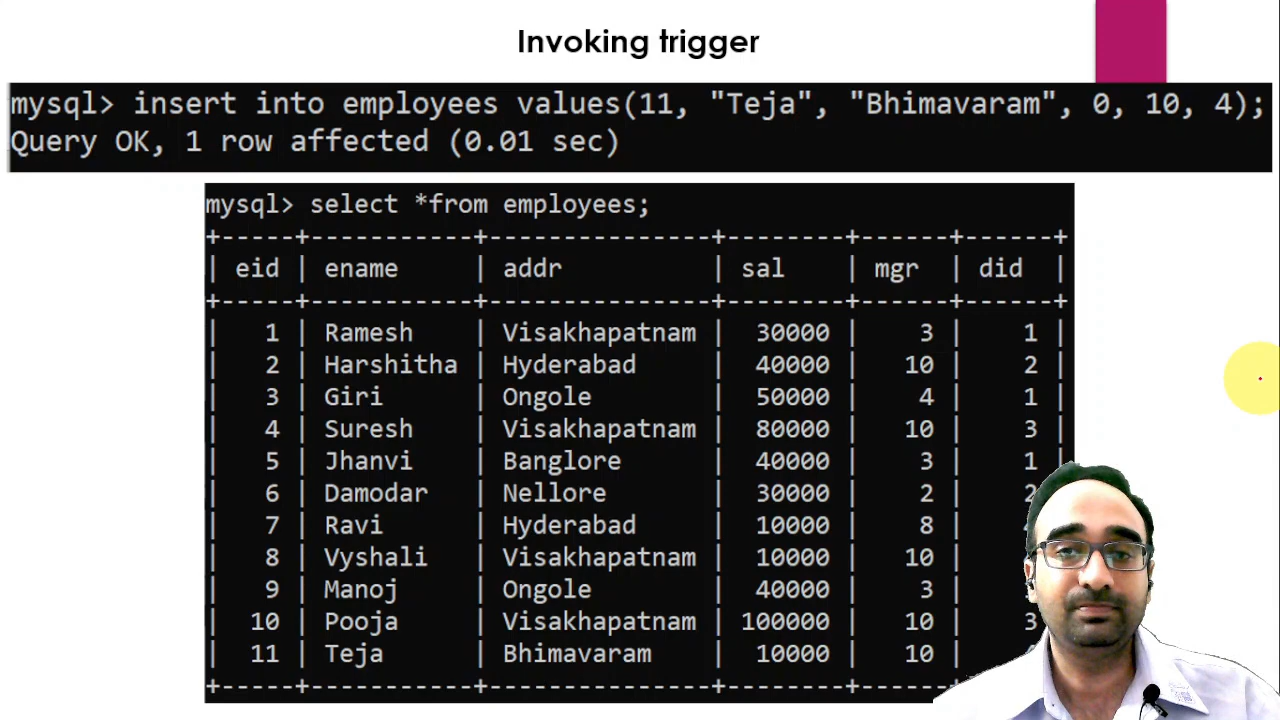 Invoking trigger
mysql> insert into employees values(11, "Teja", "Bhimavaram", 0, 10, 4);
Query OK, 1 row affected (0.01 sec)
mysql> select *from employees;
+-----+-----------+----------------+--------+------+------+
| eid | ename | addr | sal | mgr | did |
+-----+-----------+----------------+--------+------+------+
| 1 | Ramesh | Visakhapatnam | 30000 | 3 | 1 |
| 2 | Harshitha | Hyderabad | 40000 | 10 | 2 |
| 3 | Giri | Ongole | 50000 | 4 | 1 |
| 4 | Suresh | Visakhapatnam | 80000 | 10 | 3 |
| 5 | Jhanvi | Banglore | 40000 | 3 | 1 |
| 6 | Damodar | Nellore | 30000 | 2 | 2
| 7 | Ravi | Hyderabad | 10000 | 8 |
| 8 | Vyshali | Visakhapatnam | 10000 | 10 |
| 9 | Manoj | Ongole | 40000 | 3 |
| 10 | Pooja | Visakhapatnam | 100000 | 10 | 3
| 11 | Teja | Bhimavaram | 10000 | 10 |
+-----+-----------+----------------+--------+------+